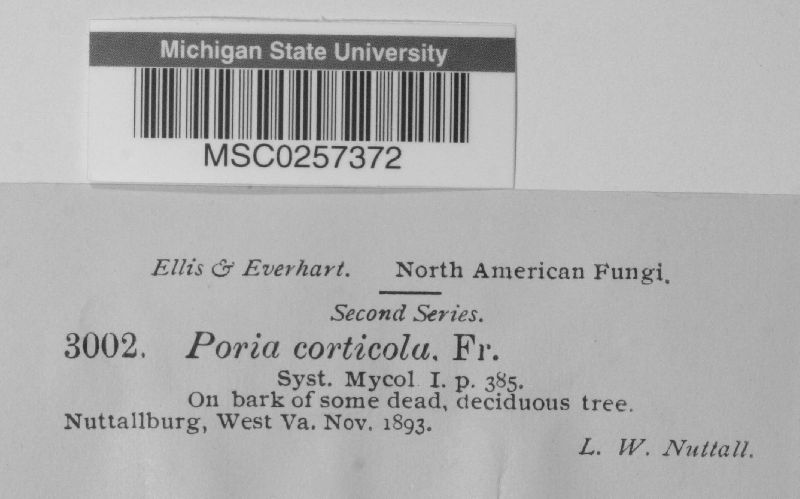 Michigan State University
MSC0257372
Ellis & Everhart. North American Fungi.
Second Series.
3002. Poria corticola. Fr.
Syst. Mycol I. p. 385.
On bark of some dead, deciduous tree.
Nuttallburg, West Va. Nov. 1893.
L. W. Nuttall.